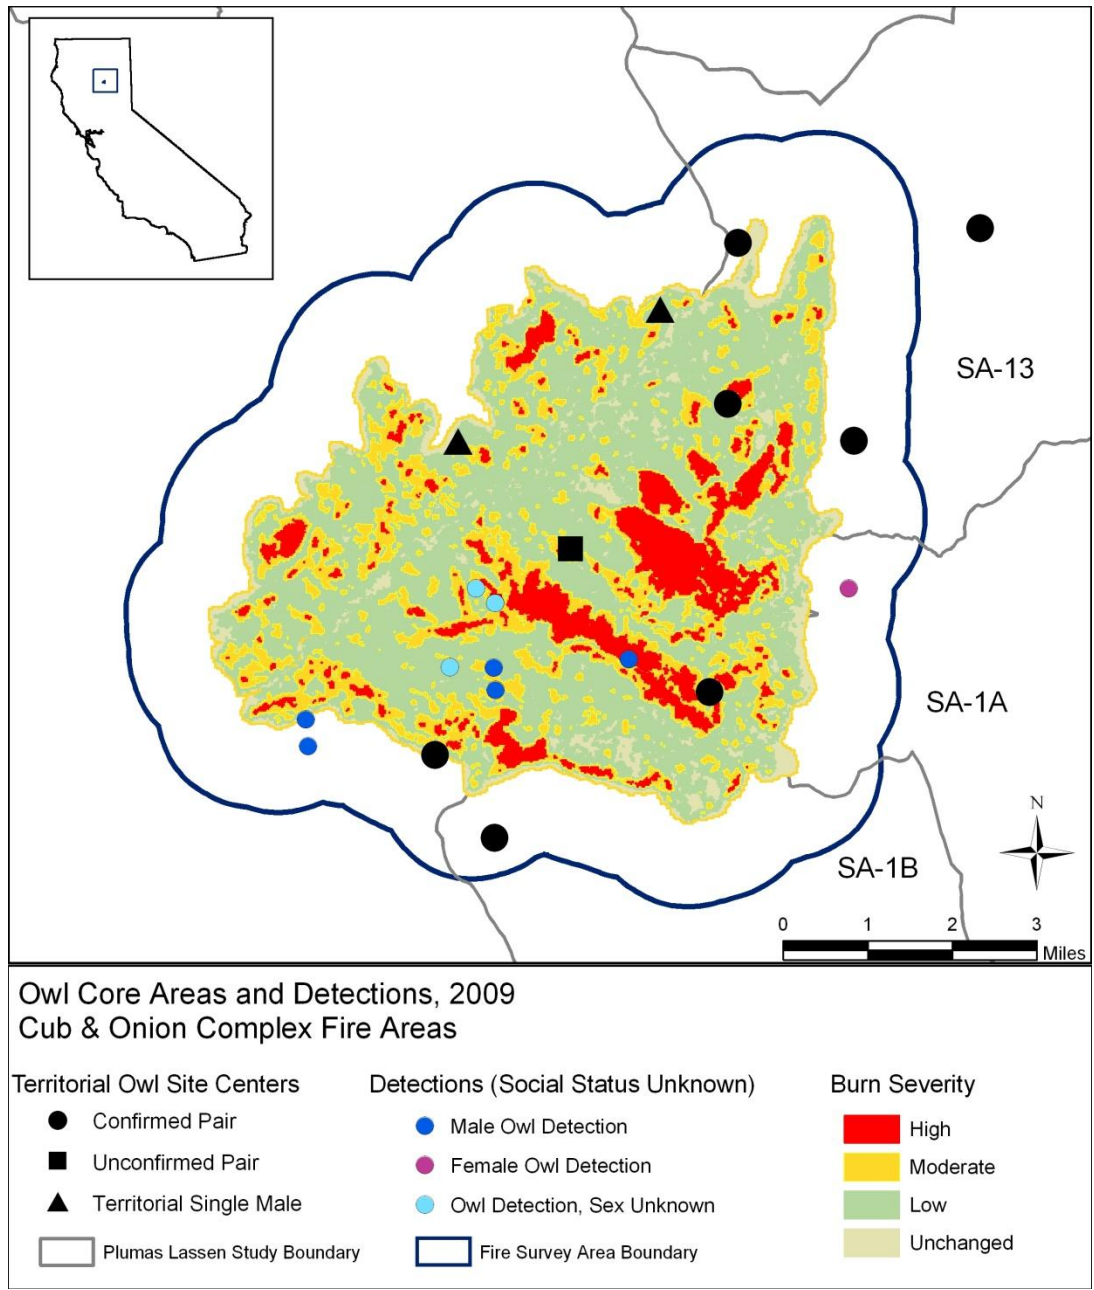 SA-13
SA-1A
SA-1B
N
0 1 2 3
Miles
Owl Core Areas and Detections, 2009
Cub & Onion Complex Fire Areas
Territorial Owl Site Centers
Confirmed Pair
Unconfirmed Pair
Territorial Single Male
Plumas Lassen Study Boundary
Detections (Social Status Unknown)
Male Owl Detection
Female Owl Detection
Owl Detection, Sex Unknown
Fire Survey Area Boundary
Burn Severity
High
Moderate
Low
Unchanged